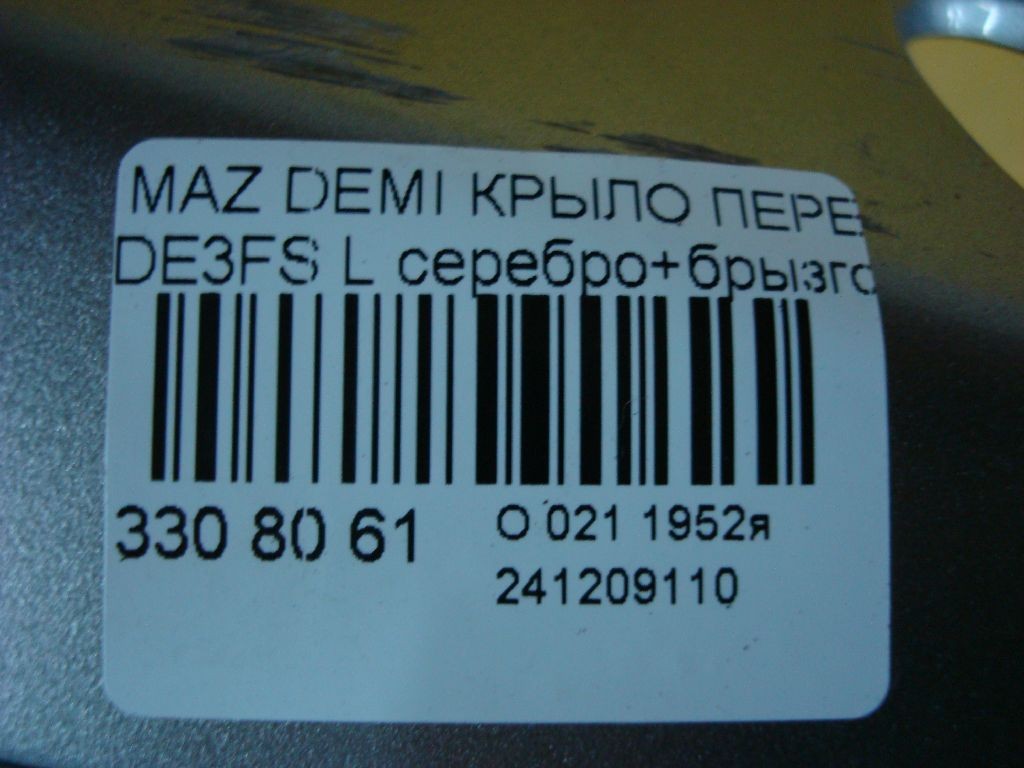 MAZ DEMI КРЫЛО ПЕРЕ
DE3FS L серебро+брызго
330 80 61
О 021 1952я
241209110